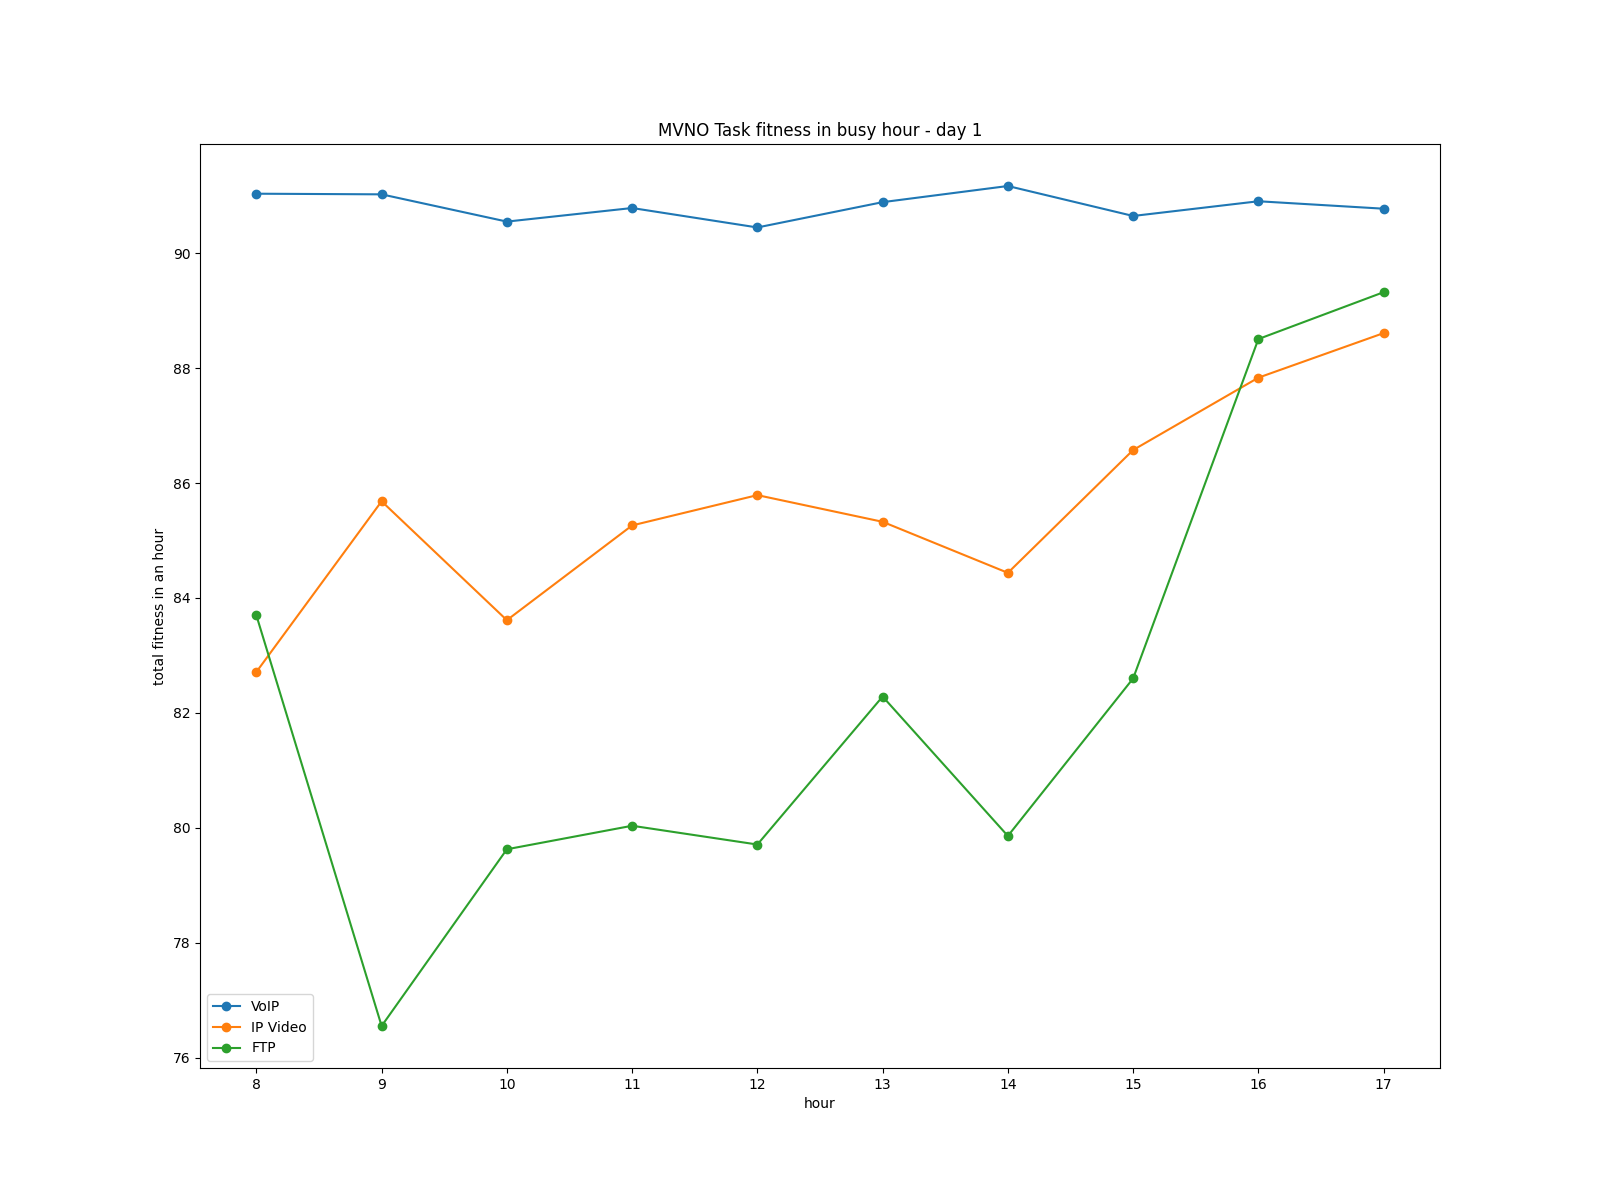 MVNO Task fitness in busy hour - day 1
total fitness in an hour
90
88
86
84
82
80
78
76
VoIP
IP Video
FTP
8 9 10 11 12 13 14 15 16 17
hour